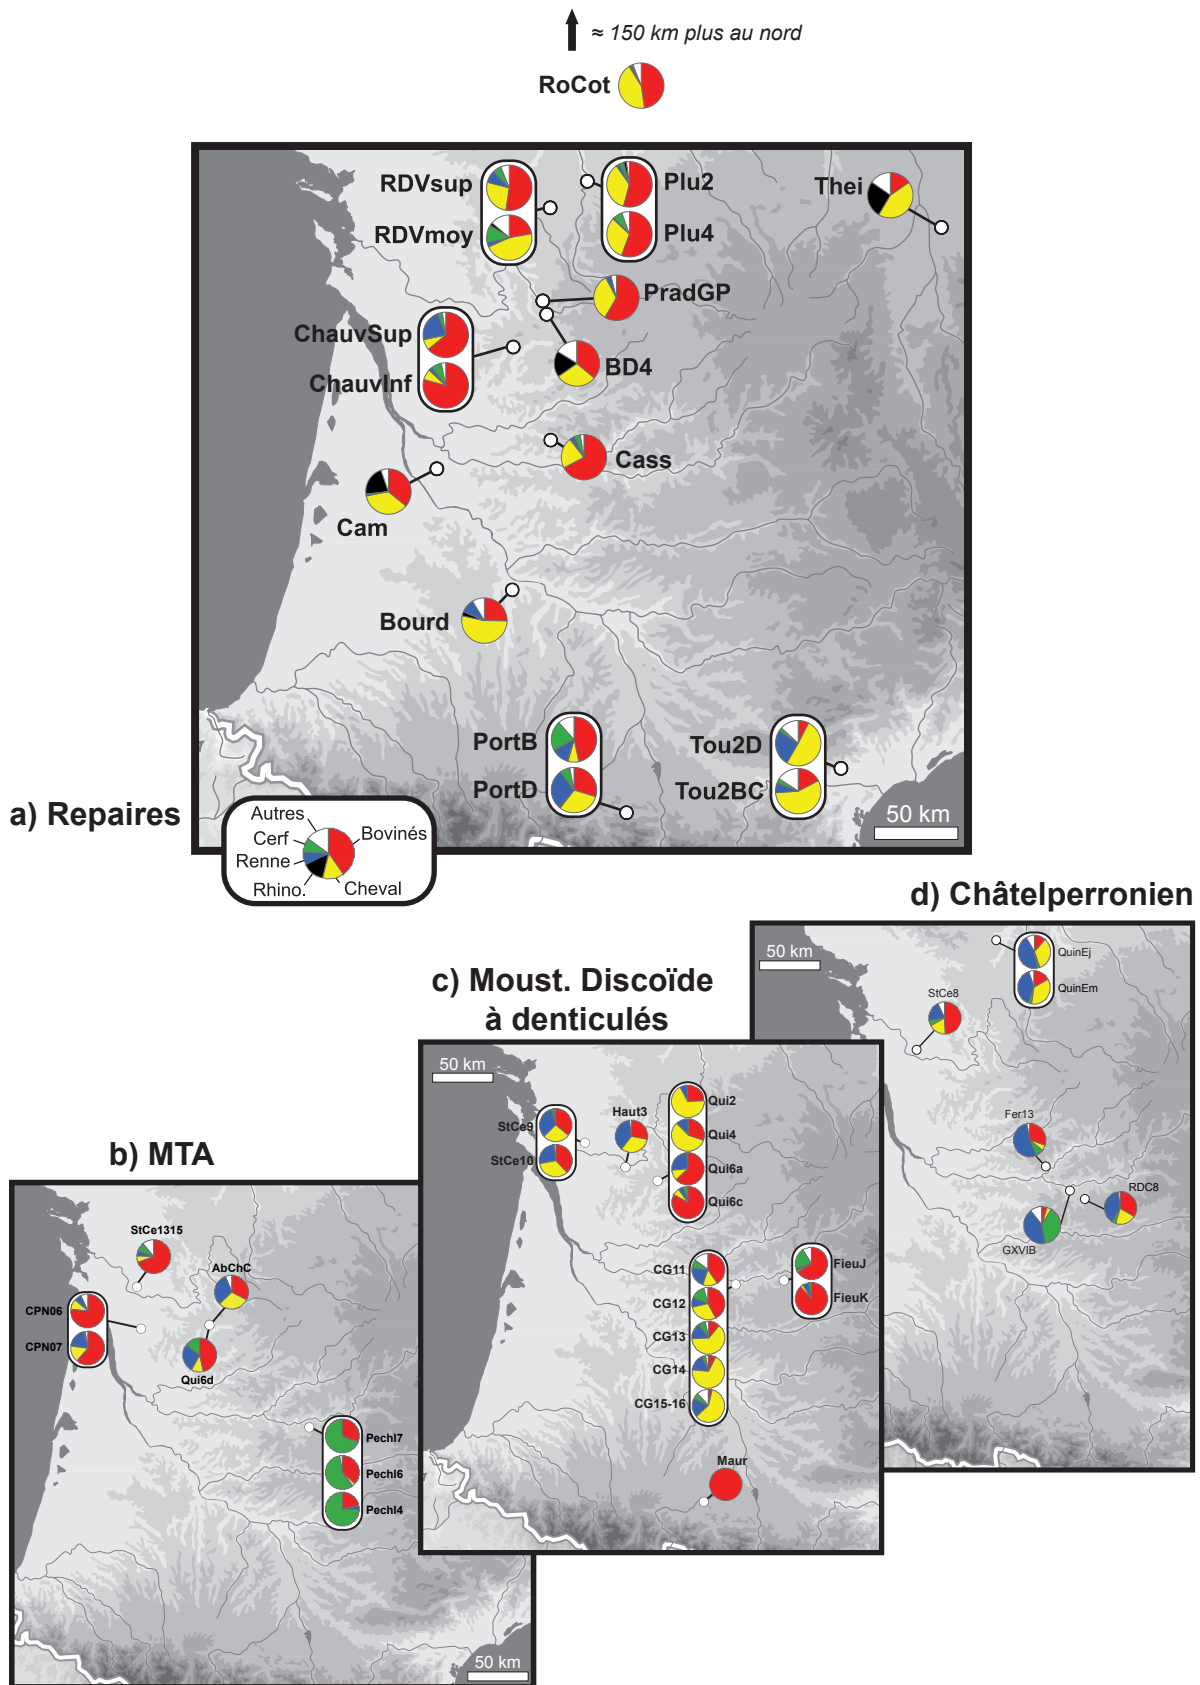 ≈ 150 km plus au nord
RoCot
RDVsup
RDVmoy
Plu2
Plu4
Thei
PradGP
ChauvSup
ChauvInf
BD4
Cass
Cam
Bourd
PortB
PortD
Tou2D
Tou2BC
50 km
a) Repaires
Autres
Cerf
Renne
Rhino.
Bovinés
Cheval
d) Châtelperronien
50 km
QuinEj
QuinEm
StCe8
Fer13
RDC8
GXVIB
c) Moust. Discoïde
à denticulés
50 km
StCe9
StCe10
Haut3
Qui2
Qui4
Qui6a
Qui6c
CG11
CG12
CG13
CG14
CG15-16
FieuJ
FieuK
Maur
b) MTA
StCe1315
AbChC
CPN06
CPN07
Qui6d
PechI7
PechI6
PechI4
50 km